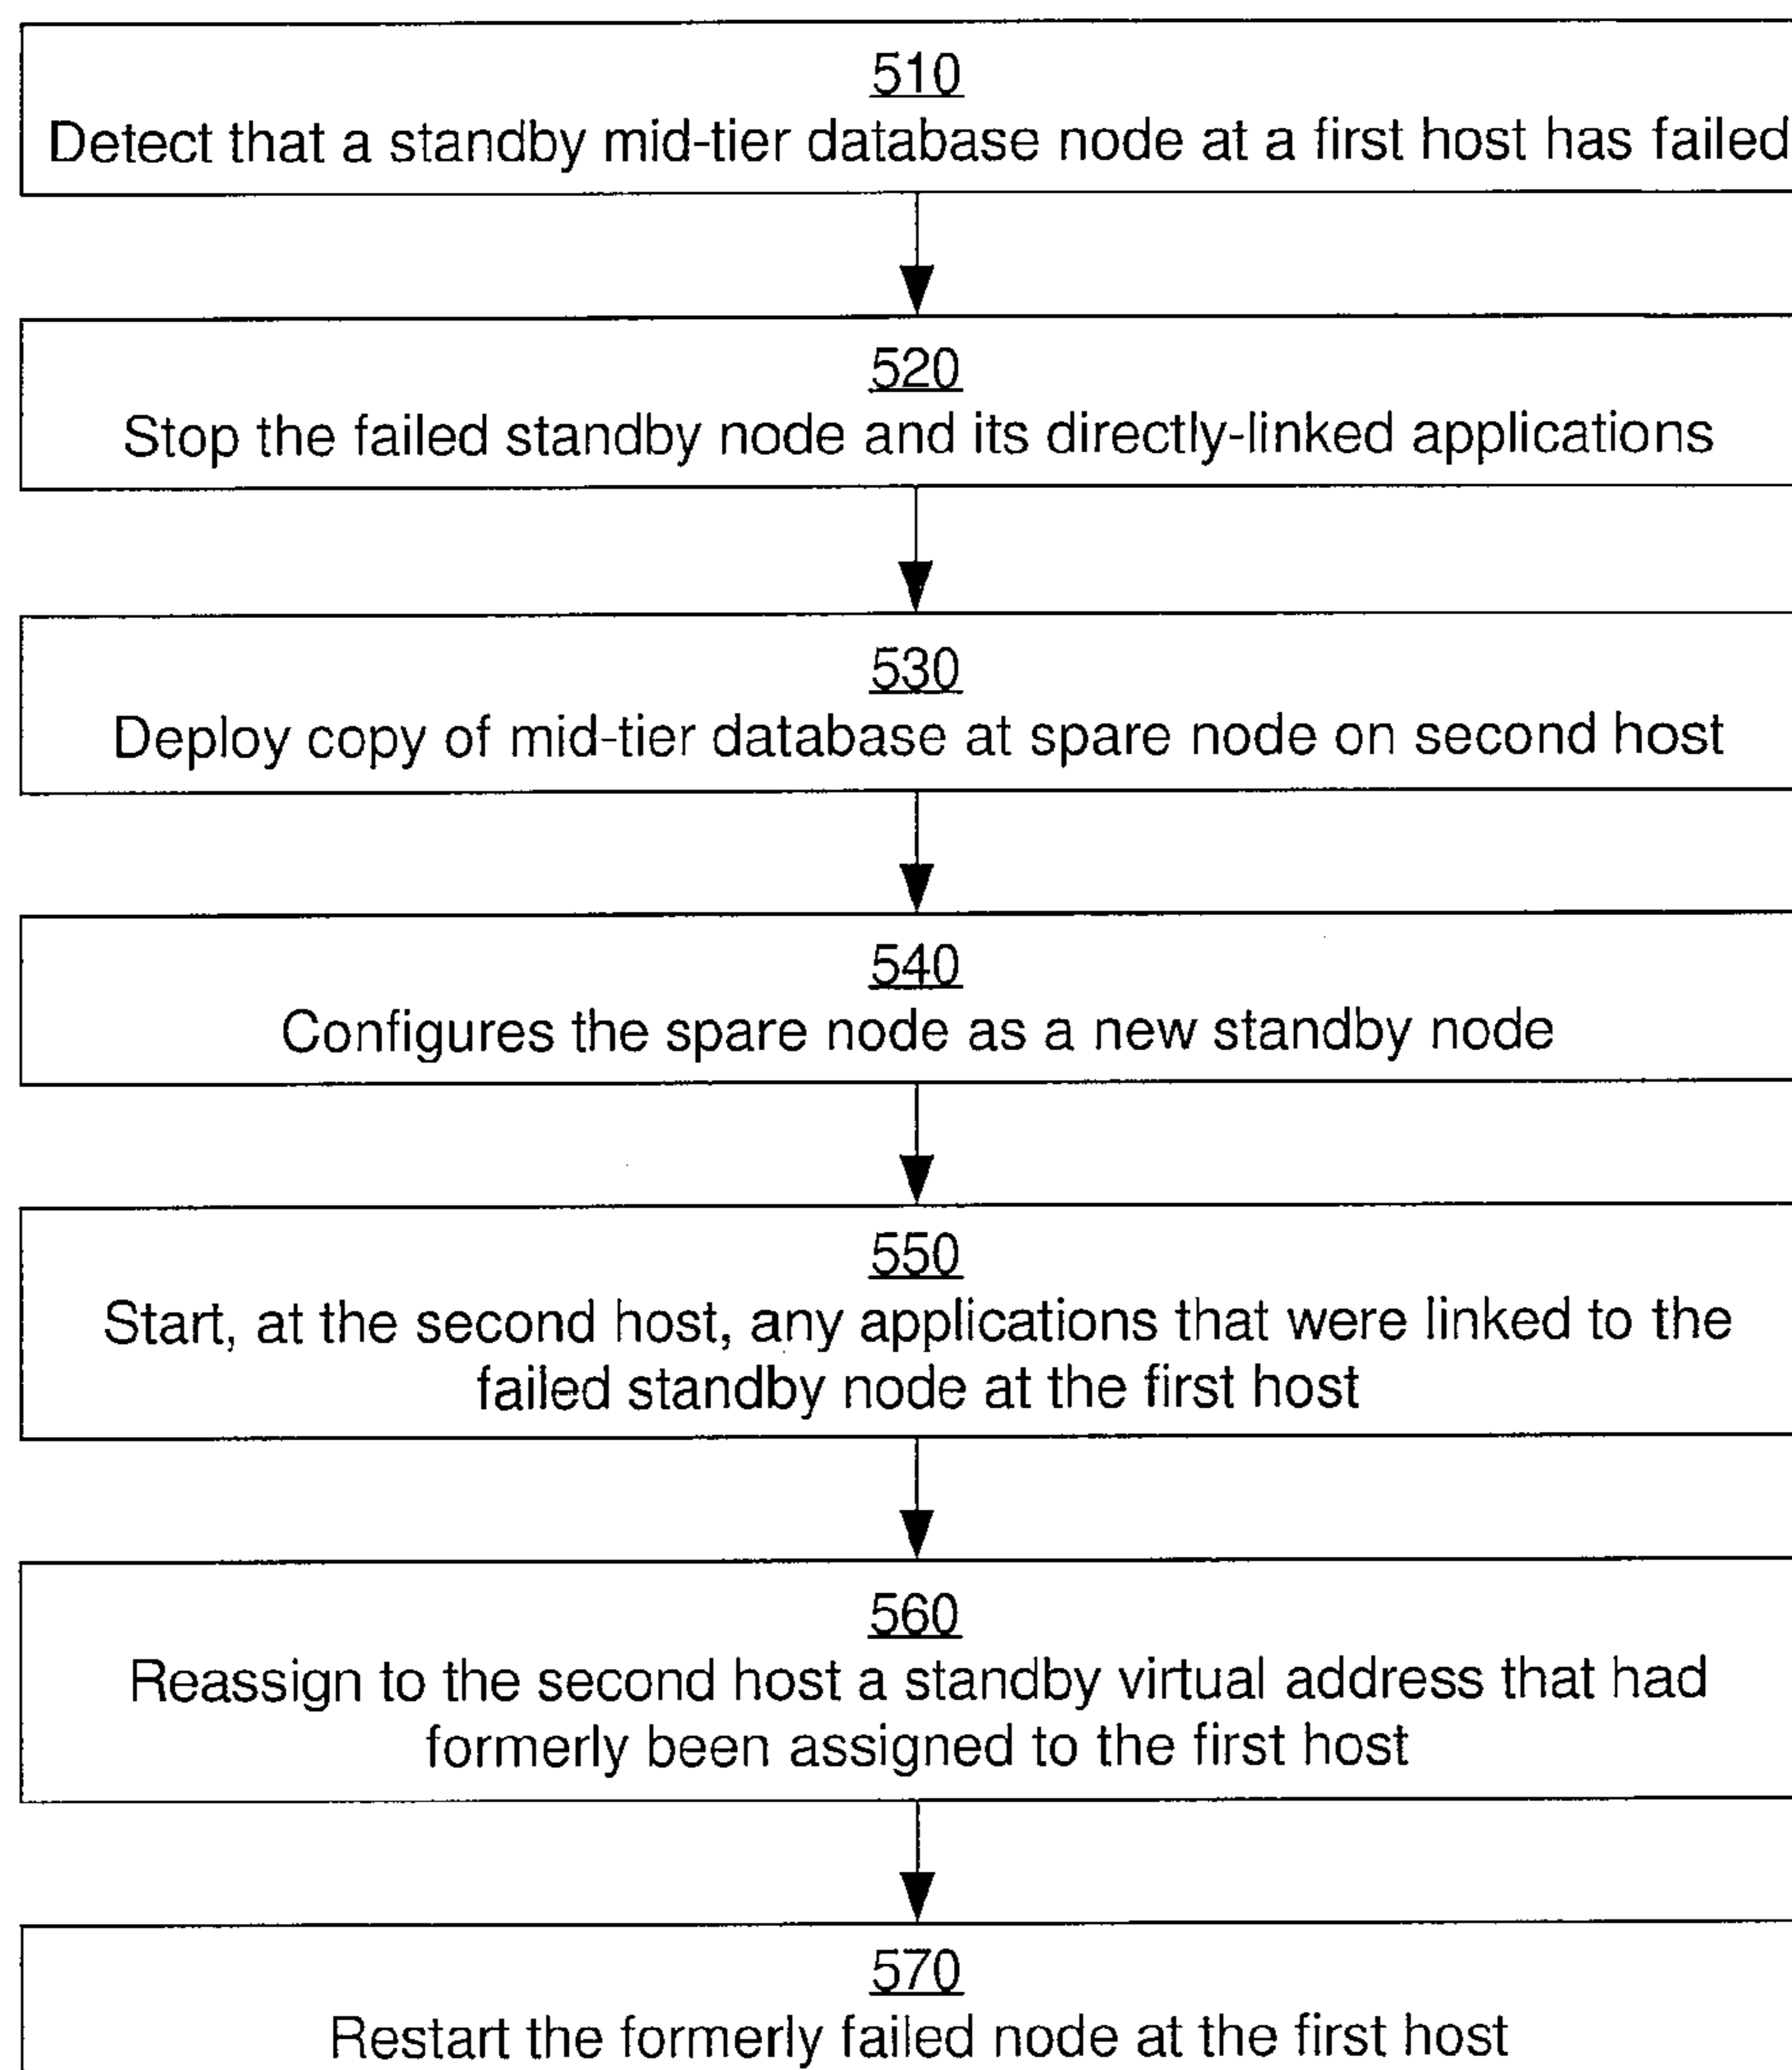 510
Detect that a standby mid-tier database node at a first host has failed
520
Stop the failed standby node and its directly-linked applications
530
Deploy copy of mid-tier database at spare node on second host
540
Configures the spare node as a new standby node
550
Start, at the second host, any applications that were linked to the
failed standby node at the first host
560
Reassign to the second host a standby virtual address that had
formerly been assigned to the first host
570
Restart the formerly failed node at the first host